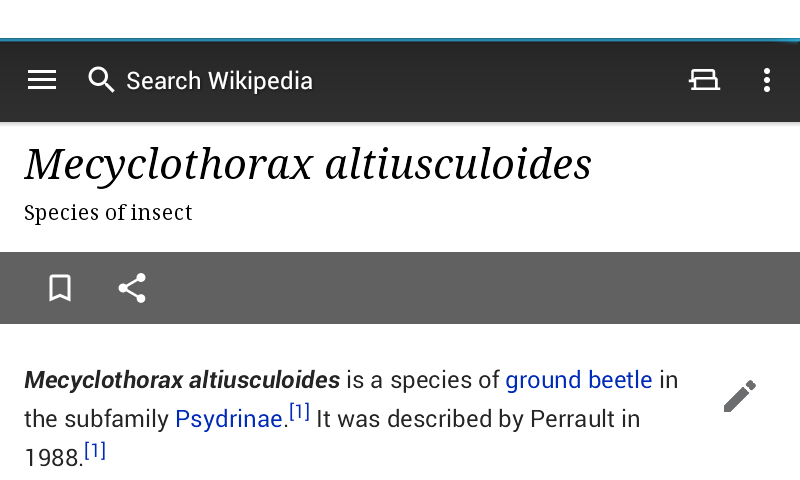 Search Wikipedia
Mecyclothorax altiusculoides
Species of insect
Mecyclothorax altiusculoides is a species of ground beetle in
the subfamily Psydrinae.[1] It was described by Perrault in
1988.[1]